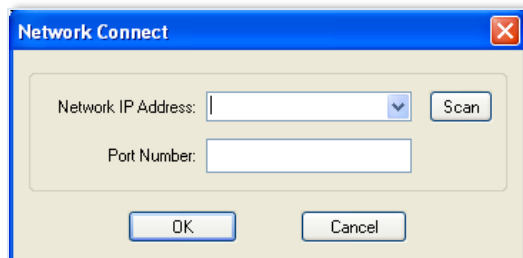 Network Connect
Network IP Address: Scan
Port Number:
OK Cancel